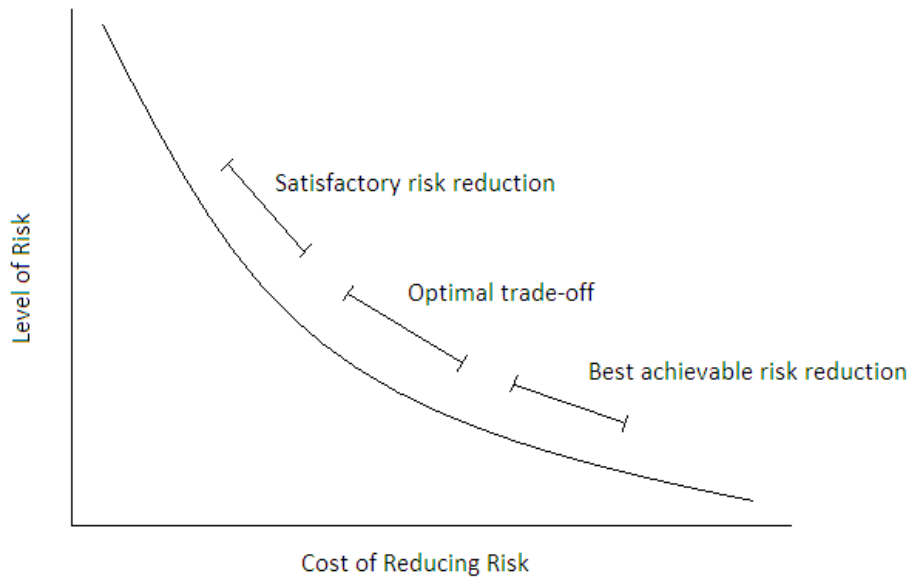 Satisfactory risk reduction
Level of Risk
Optimal trade-off
Best achievable risk reduction
Cost of Reducing Risk